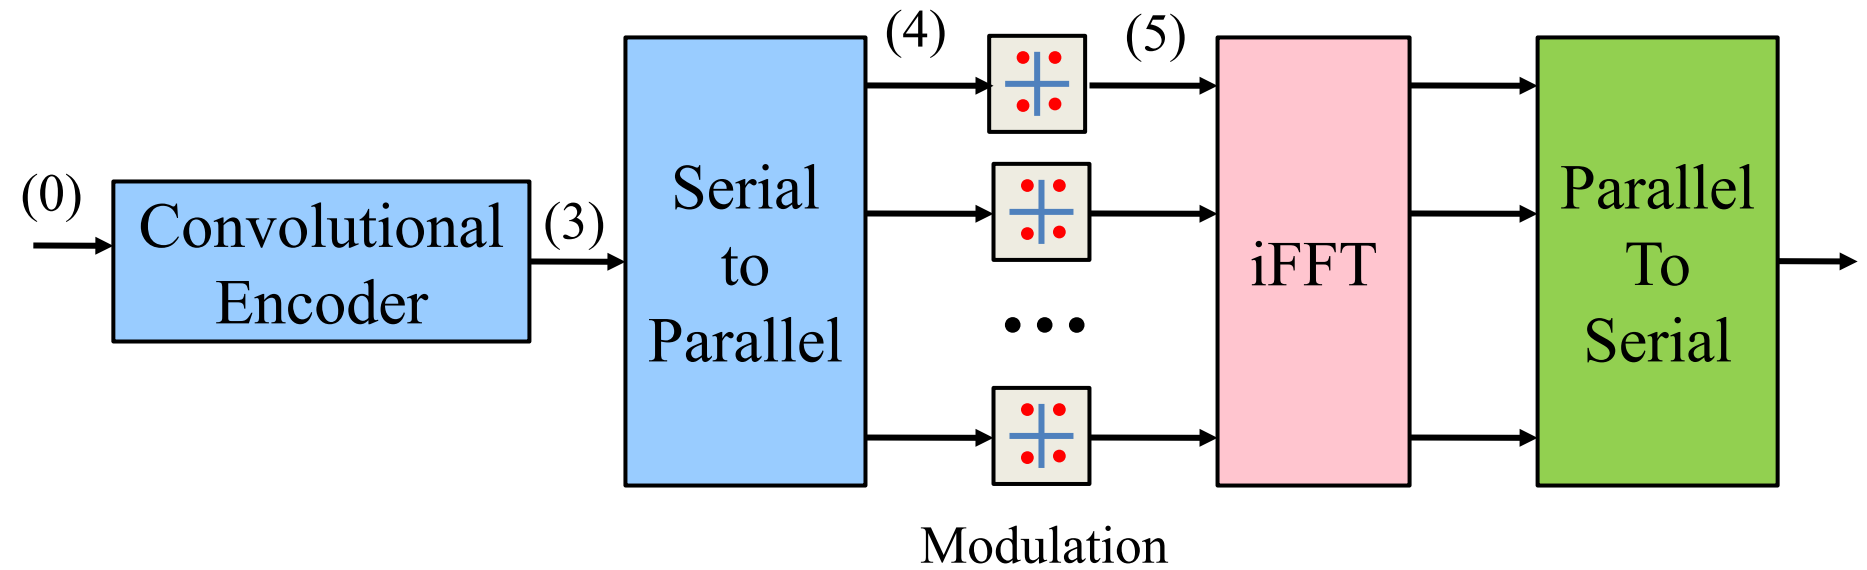 (0)
Convolutional
Encoder
(3)
Serial
to
Parallel
(4)
(5)
iFFT
Parallel
To
Serial
Modulation